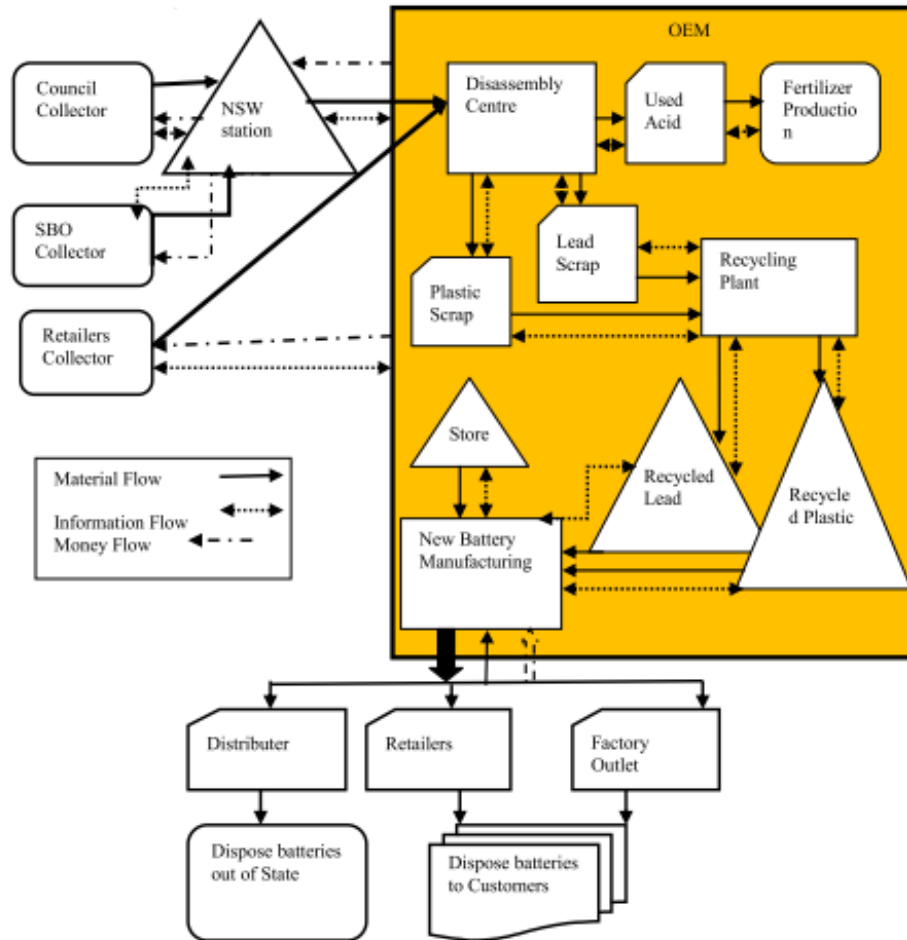 OEM
Council
Collector
NSW
station
Disassembly
Centre
Used
Acid
Fertilizer
Productio
n
SBO
Collector
Lead
Scrap
Recycling
Plant
Plastic
Scrap
Retailers
Collector
Store
Recycled
Lead
Recycle
d Plastic
Material Flow
Information Flow
Money Flow
New Battery
Manufacturing
Distributer
Retailers
Factory
Outlet
Dispose batteries
out of State
Dispose batteries
to Customers